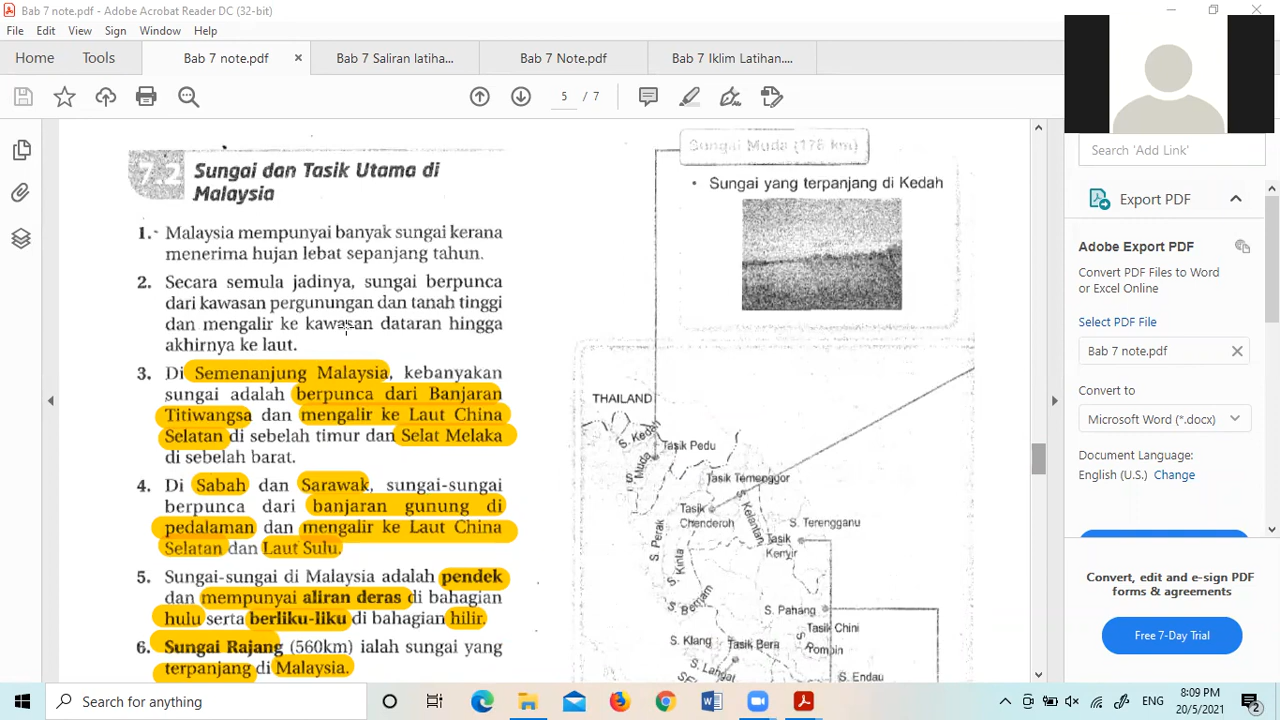 Bab 7 note.pdf - Adobe Acrobat Reader DC (32-bit)
File Edit View Sign Window Help
Home Tools Bab 7 note.pdf Bab 7 Saliran latiha... Bab 7 Note.pdf Bab 7 Iklim Latihan....
5 / 7
Search 'Add Link'
Export PDF
Adobe Export PDF
Convert PDF Files to Word
or Excel Online
Select PDF File
Bab 7 note.pdf
Convert to
Microsoft Word (*.docx)
Document Language:
English (U.S.) Change
Convert, edit and e-sign PDF
forms & agreements
Free 7-Day Trial
7.2 Sungai dan Tasik Utama di
Malaysia
1. Malaysia mempunyai banyak sungai kerana
menerima hujan lebat sepanjang tahun.
2. Secara semula jadinya, sungai berpunca
dari kawasan pergunungan dan tanah tinggi
dan mengalir ke kawasan dataran hingga
akhirnya ke laut.
3. Di Semenanjung Malaysia, kebanyakan
sungai adalah berpunca dari Banjaran
Titiwangsa dan mengalir ke Laut China
Selatan di sebelah timur dan Selat Melaka
di sebelah barat.
4. Di Sabah dan Sarawak, sungai-sungai
berpunca dari banjaran gunung di
pedalaman dan mengalir ke Laut China
Selatan dan Laut Sulu.
5. Sungai-sungai di Malaysia adalah pendek
dan mempunyai aliran deras di bahagian
hulu serta berliku-liku di bahagian hilir.
6. Sungai Rajang (560km) ialah sungai yang
terpanjang di Malaysia.
Sungai Muda (178 km)
• Sungai yang terpanjang di Kedah
THAILAND
S. Kedah
Tasik Pedu
S. Muda
Tasik Temenggor
Tasik
Chenderoh
S. Kelantan
S. Terengganu
Tasik
Kenyir
S. Perak
S. Kinta
S. Bernam
S. Pahang
Tasik Chini
S. Klang
Tasik Bera
S. Rompin
S. Langat
S. Endau
Search for anything
8:09 PM
20/5/2021
2